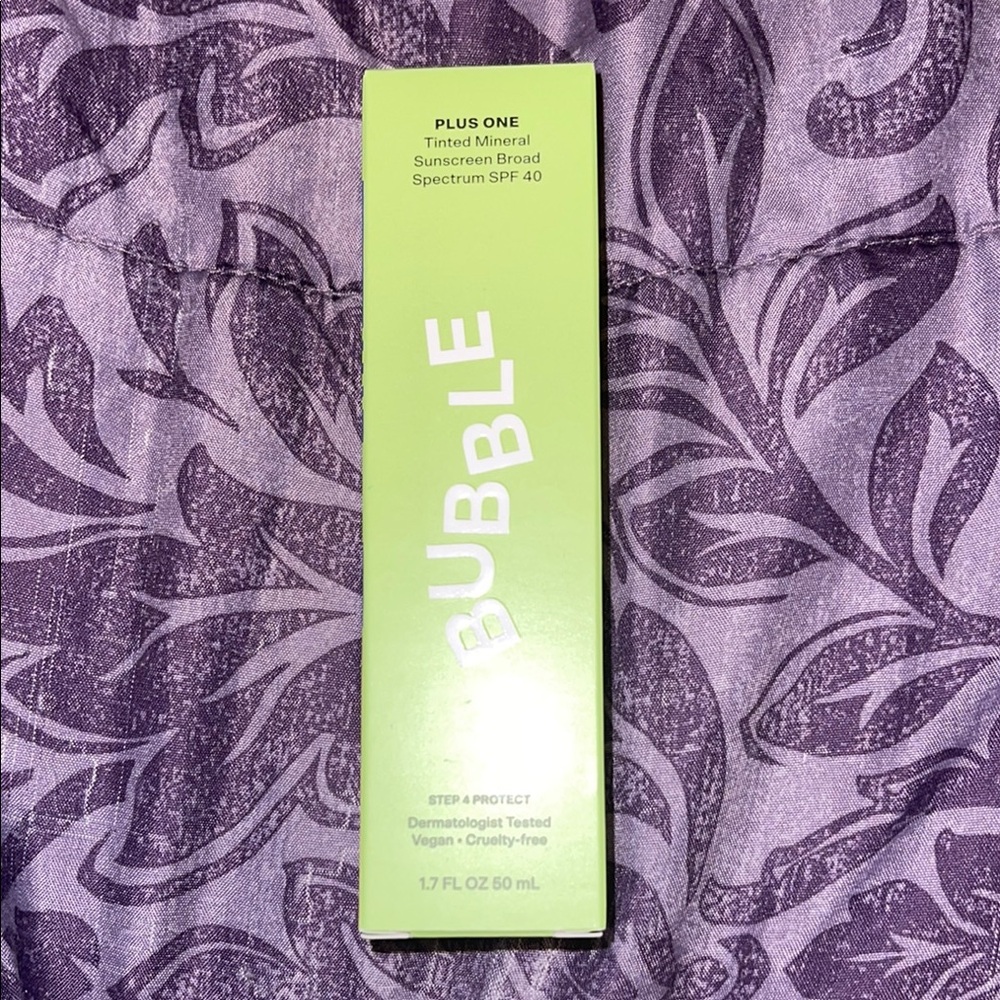 PLUS ONE
Tinted Mineral
Sunscreen Broad
Spectrum SPF 40
BUBBLE
STEP 4 PROTECT
Dermatologist Tested
Vegan • Cruelty-free
1.7 FL OZ 50 mL